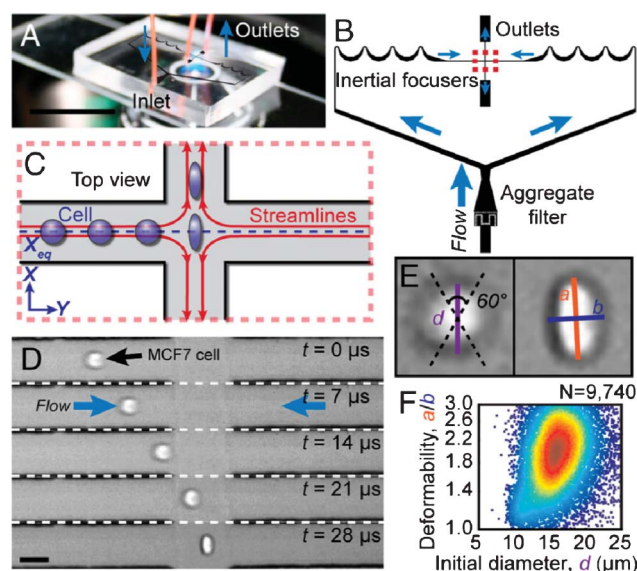 A
Outlets
Inlet
B
Outlets
Inertial focusers
Flow
Aggregate filter
C
Top view
Cell
Streamlines
Xeq
X
Y
D
MCF7 cell
t = 0 µs
Flow
t = 7 µs
t = 14 µs
t = 21 µs
t = 28 µs
E
d
60°
a
b
F
N=9,740
Deformability, a/b
3.0
2.6
2.2
1.8
1.4
1.0
5 10 15 20 25
Initial diameter, d (µm)